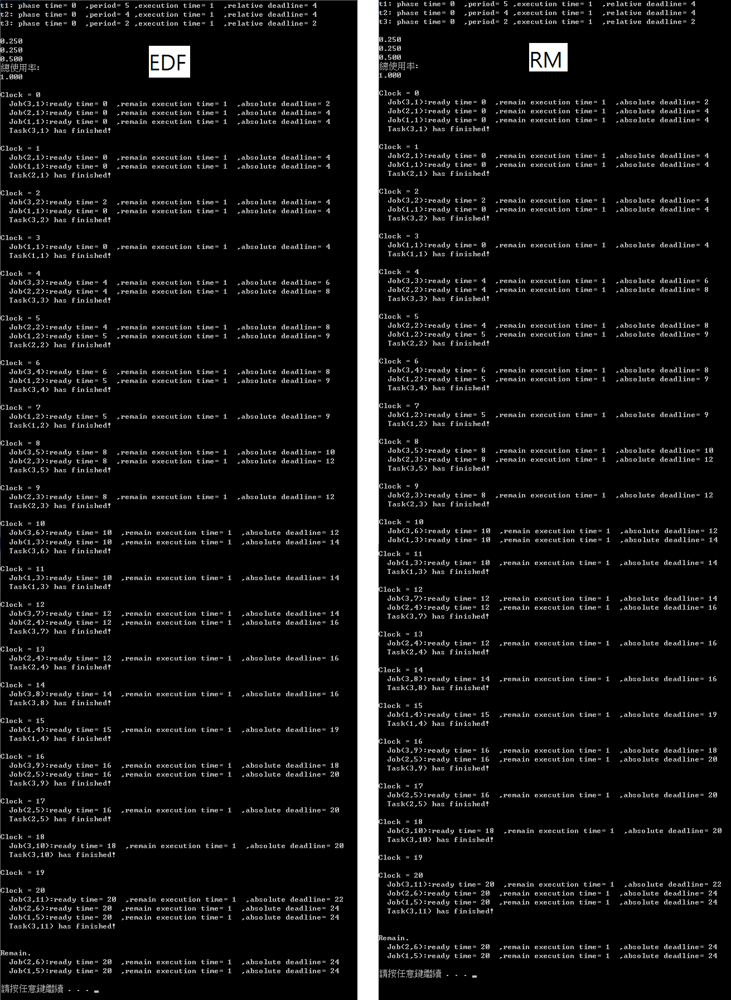 t1: phase time= 0  ,period= 5 ,execution time= 1  ,relative deadline= 4
t2: phase time= 0  ,period= 4 ,execution time= 1  ,relative deadline= 4
t3: phase time= 0  ,period= 2 ,execution time= 1  ,relative deadline= 2
0.250
0.250
0.500
總使用率:
1.000
EDF
Clock = 0
Job(3,1):ready time= 0  ,remain execution time= 1  ,absolute deadline= 2
Job(2,1):ready time= 0  ,remain execution time= 1  ,absolute deadline= 4
Job(1,1):ready time= 0  ,remain execution time= 1  ,absolute deadline= 4
Task(3,1) has finished!
Clock = 1
Job(2,1):ready time= 0  ,remain execution time= 1  ,absolute deadline= 4
Job(1,1):ready time= 0  ,remain execution time= 1  ,absolute deadline= 4
Task(2,1) has finished!
Clock = 2
Job(3,2):ready time= 2  ,remain execution time= 1  ,absolute deadline= 4
Job(1,1):ready time= 0  ,remain execution time= 1  ,absolute deadline= 4
Task(3,2) has finished!
Clock = 3
Job(1,1):ready time= 0  ,remain execution time= 1  ,absolute deadline= 4
Task(1,1) has finished!
Clock = 4
Job(3,3):ready time= 4  ,remain execution time= 1  ,absolute deadline= 6
Job(2,2):ready time= 4  ,remain execution time= 1  ,absolute deadline= 8
Task(3,3) has finished!
Clock = 5
Job(2,2):ready time= 4  ,remain execution time= 1  ,absolute deadline= 8
Job(1,2):ready time= 5  ,remain execution time= 1  ,absolute deadline= 9
Task(2,2) has finished!
Clock = 6
Job(3,4):ready time= 6  ,remain execution time= 1  ,absolute deadline= 8
Job(1,2):ready time= 5  ,remain execution time= 1  ,absolute deadline= 9
Task(3,4) has finished!
Clock = 7
Job(1,2):ready time= 5  ,remain execution time= 1  ,absolute deadline= 9
Task(1,2) has finished!
Clock = 8
Job(3,5):ready time= 8  ,remain execution time= 1  ,absolute deadline= 10
Job(2,3):ready time= 8  ,remain execution time= 1  ,absolute deadline= 12
Task(3,5) has finished!
Clock = 9
Job(2,3):ready time= 8  ,remain execution time= 1  ,absolute deadline= 12
Task(2,3) has finished!
Clock = 10
Job(3,6):ready time= 10  ,remain execution time= 1  ,absolute deadline= 12
Job(1,3):ready time= 10  ,remain execution time= 1  ,absolute deadline= 14
Task(3,6) has finished!
Clock = 11
Job(1,3):ready time= 10  ,remain execution time= 1  ,absolute deadline= 14
Task(1,3) has finished!
Clock = 12
Job(3,7):ready time= 12  ,remain execution time= 1  ,absolute deadline= 14
Job(2,4):ready time= 12  ,remain execution time= 1  ,absolute deadline= 16
Task(3,7) has finished!
Clock = 13
Job(2,4):ready time= 12  ,remain execution time= 1  ,absolute deadline= 16
Task(2,4) has finished!
Clock = 14
Job(3,8):ready time= 14  ,remain execution time= 1  ,absolute deadline= 16
Task(3,8) has finished!
Clock = 15
Job(1,4):ready time= 15  ,remain execution time= 1  ,absolute deadline= 19
Task(1,4) has finished!
Clock = 16
Job(3,9):ready time= 16  ,remain execution time= 1  ,absolute deadline= 18
Job(2,5):ready time= 16  ,remain execution time= 1  ,absolute deadline= 20
Task(3,9) has finished!
Clock = 17
Job(2,5):ready time= 16  ,remain execution time= 1  ,absolute deadline= 20
Task(2,5) has finished!
Clock = 18
Job(3,10):ready time= 18  ,remain execution time= 1  ,absolute deadline= 20
Task(3,10) has finished!
Clock = 19
Clock = 20
Job(3,11):ready time= 20  ,remain execution time= 1  ,absolute deadline= 22
Job(2,6):ready time= 20  ,remain execution time= 1  ,absolute deadline= 24
Job(1,5):ready time= 20  ,remain execution time= 1  ,absolute deadline= 24
Task(3,11) has finished!
Remain.
Job(2,6):ready time= 20  ,remain execution time= 1  ,absolute deadline= 24
Job(1,5):ready time= 20  ,remain execution time= 1  ,absolute deadline= 24
請按任意鍵繼續 . . .
t1: phase time= 0  ,period= 5 ,execution time= 1  ,relative deadline= 4
t2: phase time= 0  ,period= 4 ,execution time= 1  ,relative deadline= 4
t3: phase time= 0  ,period= 2 ,execution time= 1  ,relative deadline= 2
0.250
0.250
0.500
總使用率:
1.000
RM
Clock = 0
Job(3,1):ready time= 0  ,remain execution time= 1  ,absolute deadline= 2
Job(2,1):ready time= 0  ,remain execution time= 1  ,absolute deadline= 4
Job(1,1):ready time= 0  ,remain execution time= 1  ,absolute deadline= 4
Task(3,1) has finished!
Clock = 1
Job(2,1):ready time= 0  ,remain execution time= 1  ,absolute deadline= 4
Job(1,1):ready time= 0  ,remain execution time= 1  ,absolute deadline= 4
Task(2,1) has finished!
Clock = 2
Job(3,2):ready time= 2  ,remain execution time= 1  ,absolute deadline= 4
Job(1,1):ready time= 0  ,remain execution time= 1  ,absolute deadline= 4
Task(3,2) has finished!
Clock = 3
Job(1,1):ready time= 0  ,remain execution time= 1  ,absolute deadline= 4
Task(1,1) has finished!
Clock = 4
Job(3,3):ready time= 4  ,remain execution time= 1  ,absolute deadline= 6
Job(2,2):ready time= 4  ,remain execution time= 1  ,absolute deadline= 8
Task(3,3) has finished!
Clock = 5
Job(2,2):ready time= 4  ,remain execution time= 1  ,absolute deadline= 8
Job(1,2):ready time= 5  ,remain execution time= 1  ,absolute deadline= 9
Task(2,2) has finished!
Clock = 6
Job(3,4):ready time= 6  ,remain execution time= 1  ,absolute deadline= 8
Job(1,2):ready time= 5  ,remain execution time= 1  ,absolute deadline= 9
Task(3,4) has finished!
Clock = 7
Job(1,2):ready time= 5  ,remain execution time= 1  ,absolute deadline= 9
Task(1,2) has finished!
Clock = 8
Job(3,5):ready time= 8  ,remain execution time= 1  ,absolute deadline= 10
Job(2,3):ready time= 8  ,remain execution time= 1  ,absolute deadline= 12
Task(3,5) has finished!
Clock = 9
Job(2,3):ready time= 8  ,remain execution time= 1  ,absolute deadline= 12
Task(2,3) has finished!
Clock = 10
Job(3,6):ready time= 10  ,remain execution time= 1  ,absolute deadline= 12
Job(1,3):ready time= 10  ,remain execution time= 1  ,absolute deadline= 14
Clock = 11
Job(1,3):ready time= 10  ,remain execution time= 1  ,absolute deadline= 14
Task(1,3) has finished!
Clock = 12
Job(3,7):ready time= 12  ,remain execution time= 1  ,absolute deadline= 14
Job(2,4):ready time= 12  ,remain execution time= 1  ,absolute deadline= 16
Task(3,7) has finished!
Clock = 13
Job(2,4):ready time= 12  ,remain execution time= 1  ,absolute deadline= 16
Task(2,4) has finished!
Clock = 14
Job(3,8):ready time= 14  ,remain execution time= 1  ,absolute deadline= 16
Task(3,8) has finished!
Clock = 15
Job(1,4):ready time= 15  ,remain execution time= 1  ,absolute deadline= 19
Task(1,4) has finished!
Clock = 16
Job(3,9):ready time= 16  ,remain execution time= 1  ,absolute deadline= 18
Job(2,5):ready time= 16  ,remain execution time= 1  ,absolute deadline= 20
Task(3,9) has finished!
Clock = 17
Job(2,5):ready time= 16  ,remain execution time= 1  ,absolute deadline= 20
Task(2,5) has finished!
Clock = 18
Job(3,10):ready time= 18  ,remain execution time= 1  ,absolute deadline= 20
Task(3,10) has finished!
Clock = 19
Clock = 20
Job(3,11):ready time= 20  ,remain execution time= 1  ,absolute deadline= 22
Job(2,6):ready time= 20  ,remain execution time= 1  ,absolute deadline= 24
Job(1,5):ready time= 20  ,remain execution time= 1  ,absolute deadline= 24
Task(3,11) has finished!
Remain.
Job(2,6):ready time= 20  ,remain execution time= 1  ,absolute deadline= 24
Job(1,5):ready time= 20  ,remain execution time= 1  ,absolute deadline= 24
請按任意鍵繼續 . . .